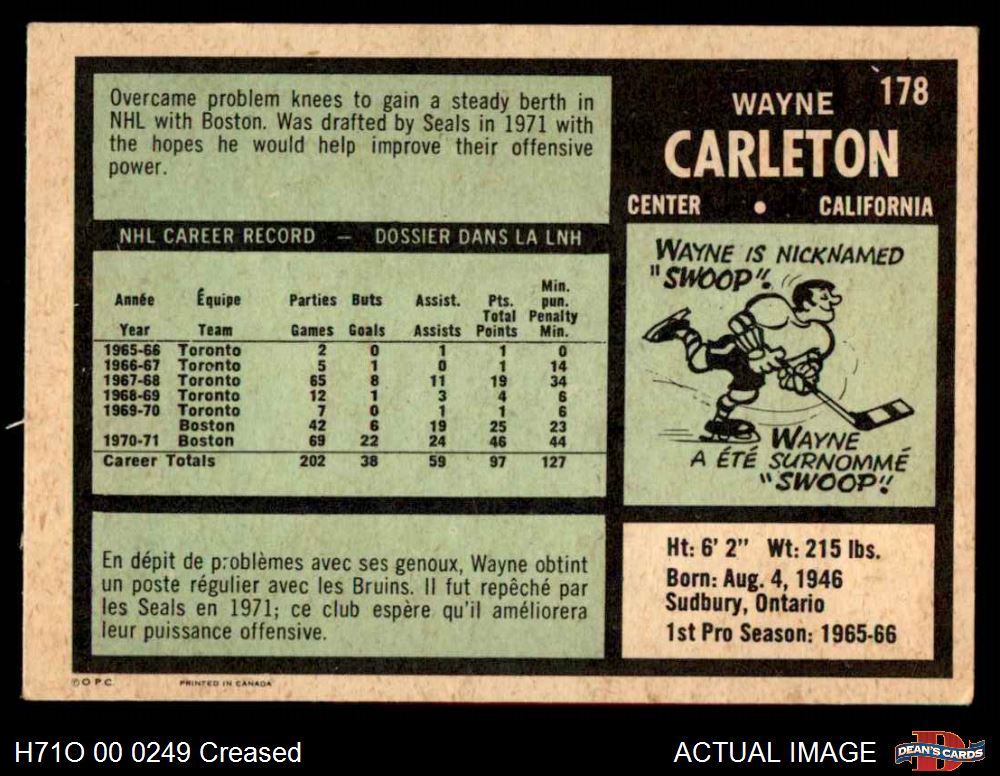 Overcame problem knees to gain a steady berth in
NHL with Boston. Was drafted by Seals in 1971 with
the hopes he would help improve their offensive
power.
WAYNE 178
CARLETON
CENTER • CALIFORNIA
NHL CAREER RECORD — DOSSIER DANS LA LNH
Année Équipe Parties Buts Assist. Pts. Total Min. pun.
Year Team Games Goals Assists Points Penalty Min.
1965-66 Toronto 2 0 1 1 0
1966-67 Toronto 5 1 0 1 14
1967-68 Toronto 65 8 11 19 34
1968-69 Toronto 12 1 3 4 6
1969-70 Toronto 7 0 1 1 6
Boston 42 6 19 25 23
1970-71 Boston 69 22 24 46 44
Career Totals 202 38 59 97 127
WAYNE IS NICKNAMED
"SWOOP"!
WAYNE
A ÉTÉ SURNOMMÉ
"SWOOP"!
En dépit de problèmes avec ses genoux, Wayne obtint
un poste régulier avec les Bruins. Il fut repêché par
les Seals en 1971; ce club espère qu'il améliorera
leur puissance offensive.
Ht: 6' 2" Wt: 215 lbs.
Born: Aug. 4, 1946
Sudbury, Ontario
1st Pro Season: 1965-66
©O.P.C. PRINTED IN CANADA
H71O 00 0249 Creased
ACTUAL IMAGE
DEAN'S CARDS